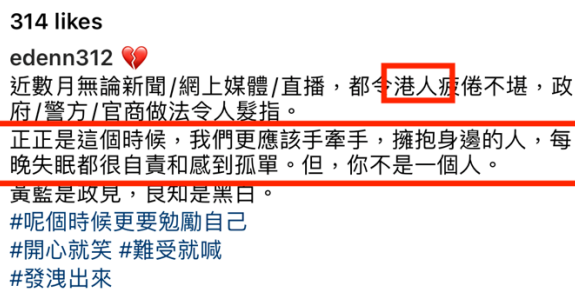 314 likes
edenn312 💔
近數月無論新聞/網上媒體/直播，都令港人疲倦不堪，政
府/警方/官商做法令人髮指。
正正是這個時候，我們更應該手牽手，擁抱身邊的人，每
晚失眠都很自責和感到孤單。但，你不是一個人。
黃藍是政見，良知是黑白。
#呢個時候更要勉勵自己
#開心就笑 #難受就喊
#發洩出來